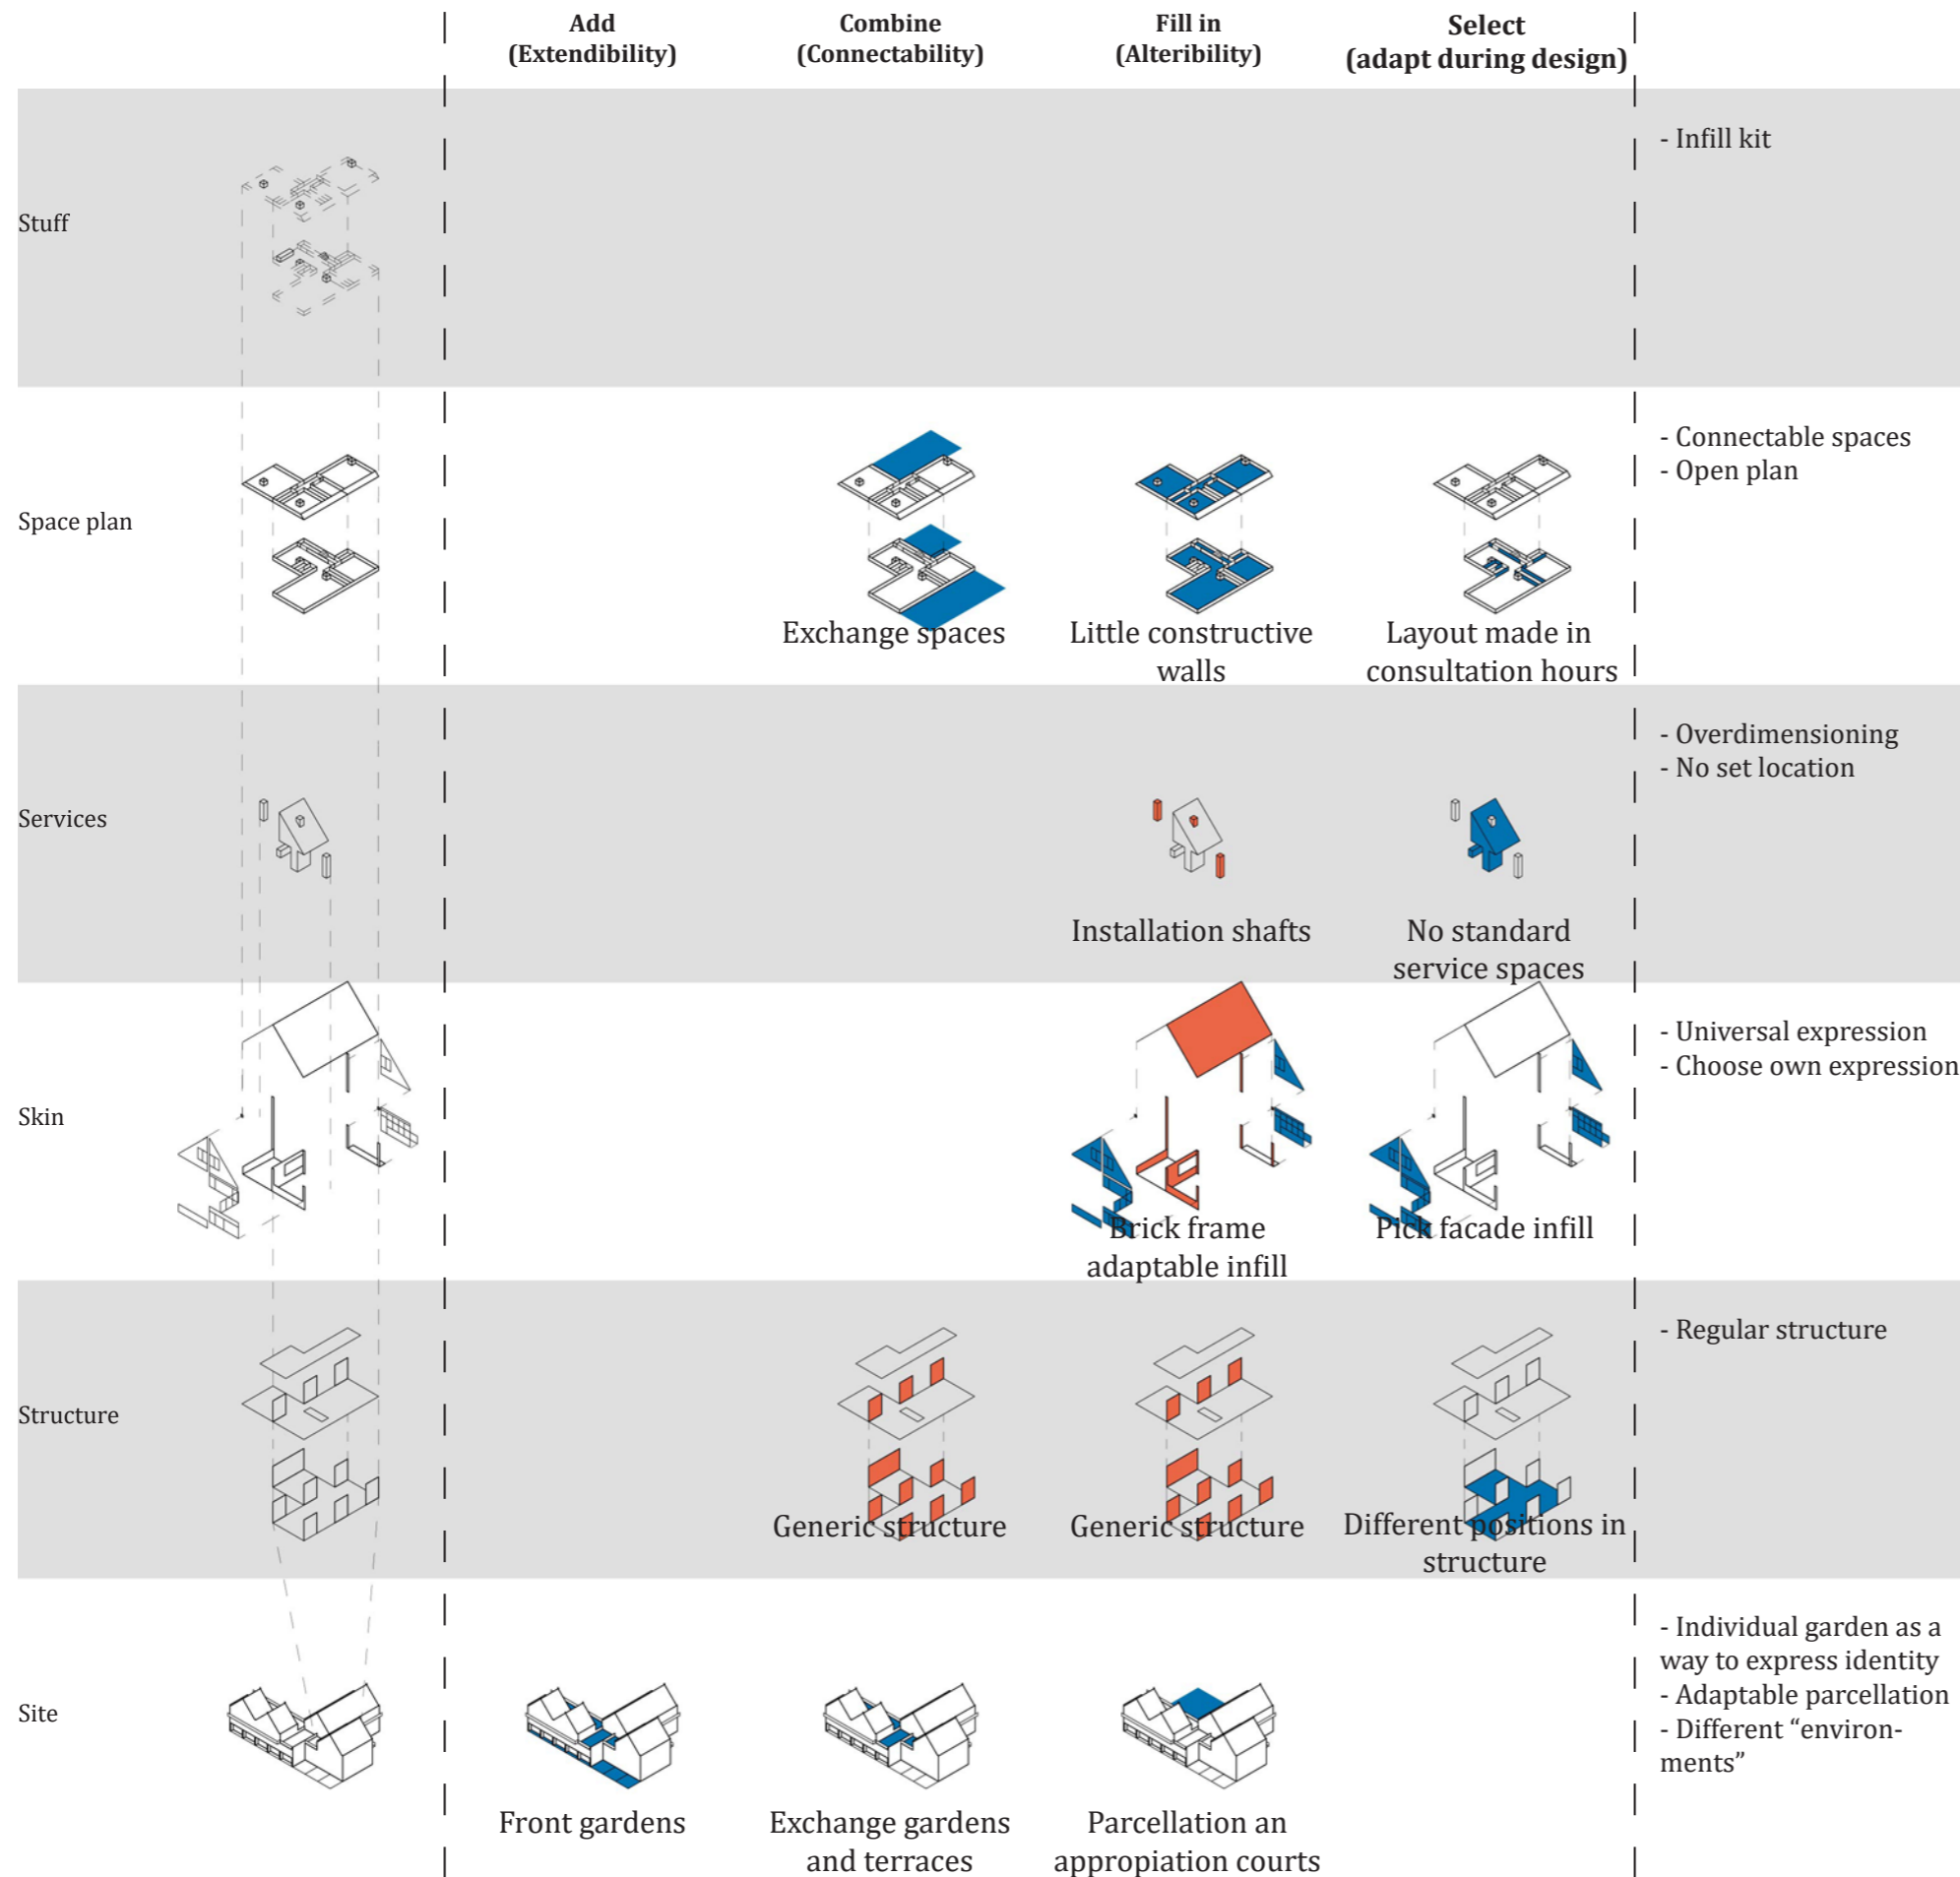 Add
(Extendibility)
Combine
(Connectability)
Fill in
(Alteribility)
Select
(adapt during design)
Stuff
- Infill kit
Space plan
Exchange spaces
Little constructive
walls
Layout made in
consultation hours
- Connectable spaces
- Open plan
Services
Installation shafts
No standard
service spaces
- Overdimensioning
- No set location
Skin
Brick frame
adaptable infill
Pick facade infill
- Universal expression
- Choose own expression
Structure
Generic structure
Generic structure
Different positions in
structure
- Regular structure
Site
Front gardens
Exchange gardens
and terraces
Parcellation an
appropiation courts
- Individual garden as a
way to express identity
- Adaptable parcellation
- Different “environ-
ments”